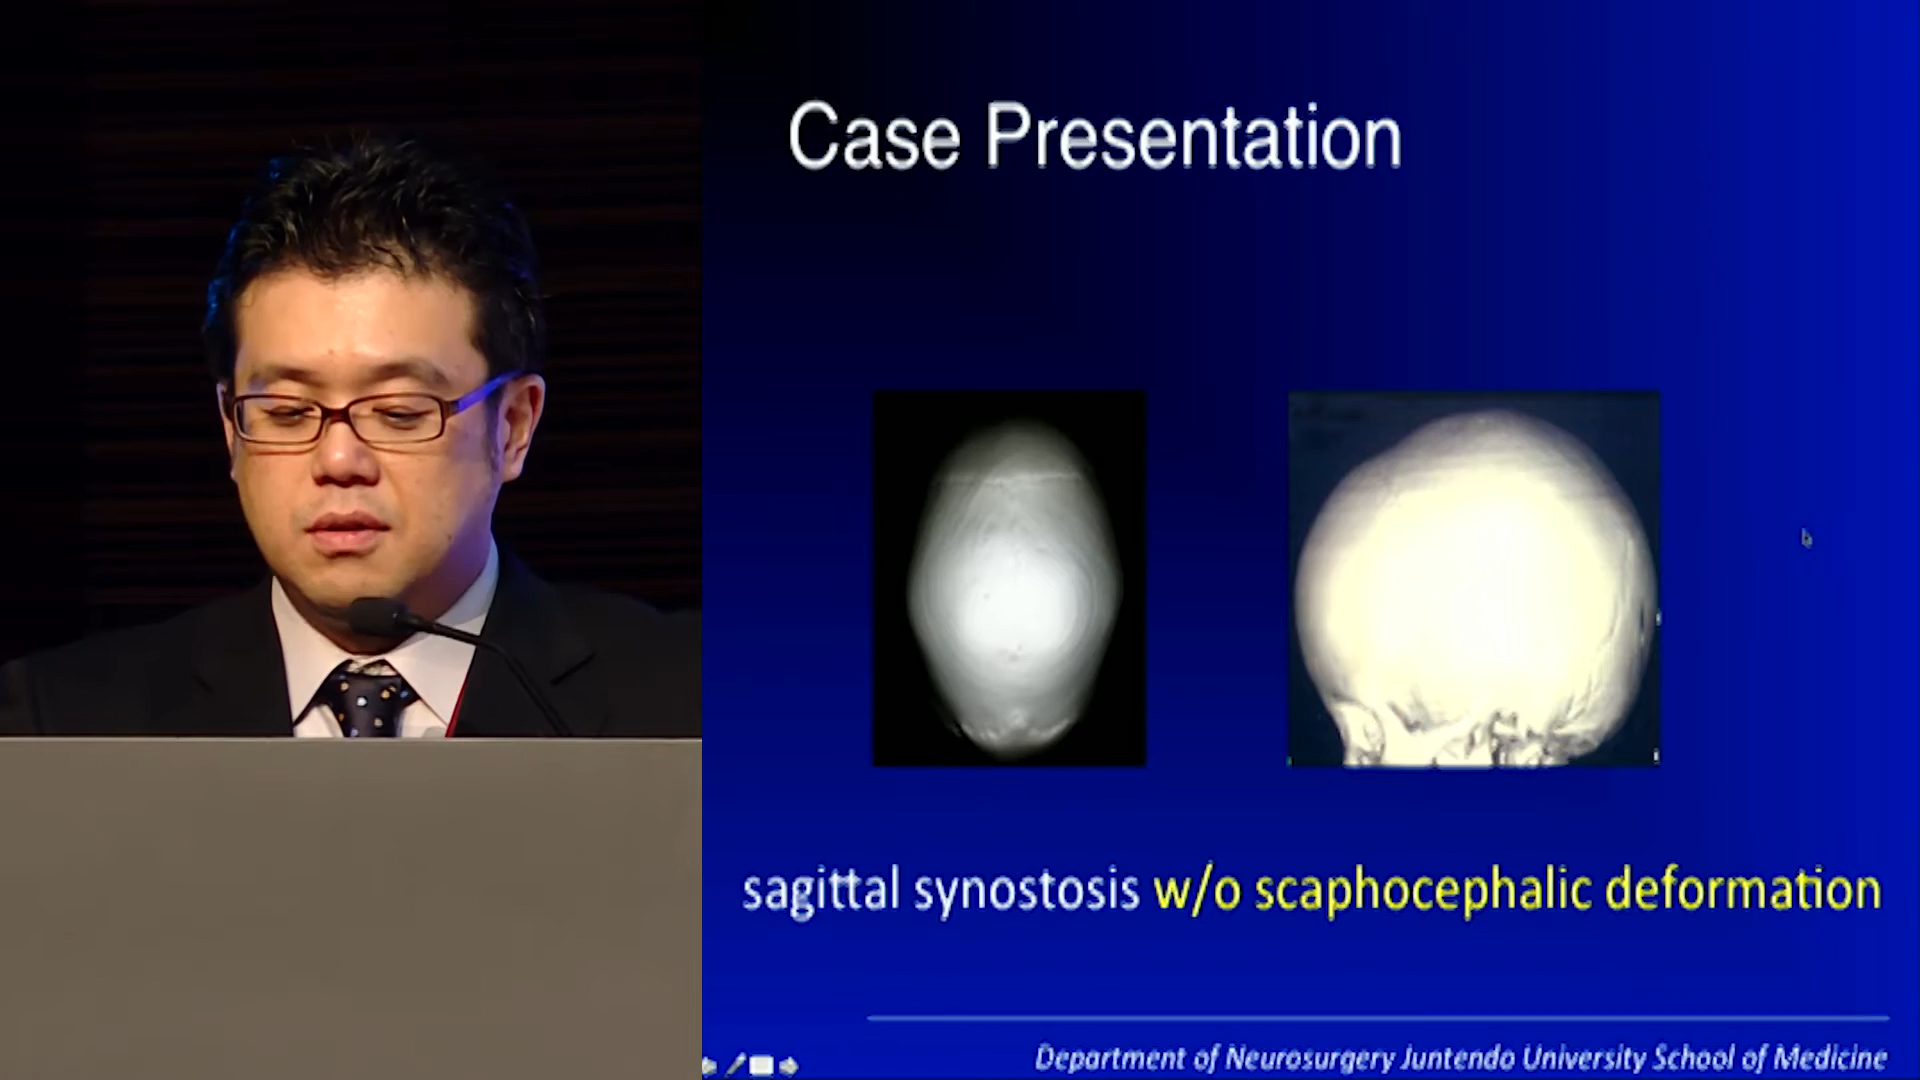 Case Presentation
sagittal synostosis w/o scaphocephalic deformation
Department of Neurosurgery Juntendo University School of Medicine